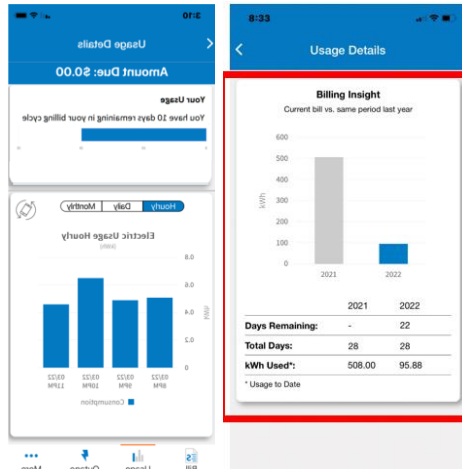 3:10
Usage Details
Amount Due: $0.00
Your Usage
You have 10 days remaining in your billing cycle
Hourly Daily Monthly
Electric Usage Hourly
(kWh)
0.8
0.6
0.4
0.2
0
kWh
03/22 03/22 03/22 03/22
8PM 9PM 10PM 11PM
Consumption
Bill Usage Outage More
8:33
Usage Details
Billing Insight
Current bill vs. same period last year
600
500
400
300
200
100
0
kWh
2021 2022
2021 2022
Days Remaining: - 22
Total Days: 28 28
kWh Used*: 508.00 95.88
* Usage to Date